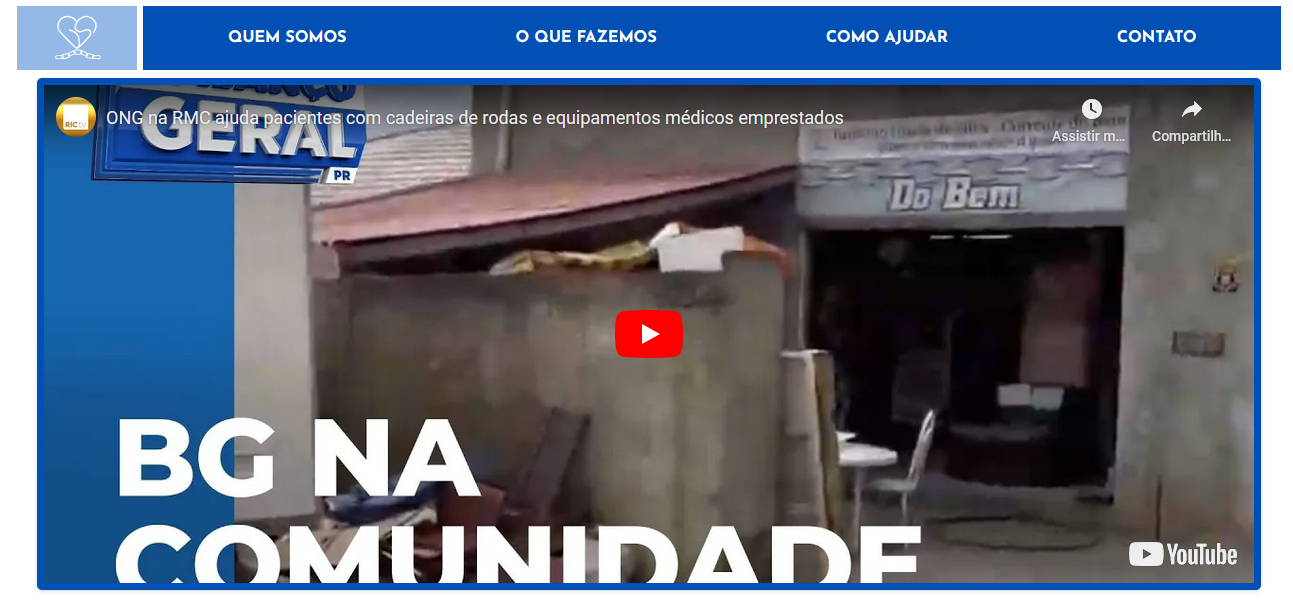 QUEM SOMOS
O QUE FAZEMOS
COMO AJUDAR
CONTATO
RIC tv
ONG na RMC ajuda pacientes com cadeiras de rodas e equipamentos médicos emprestados
Assistir m...
Compartilh...
GERAL
PR
Do Bem
BG NA
COMUNIDADE
YouTube